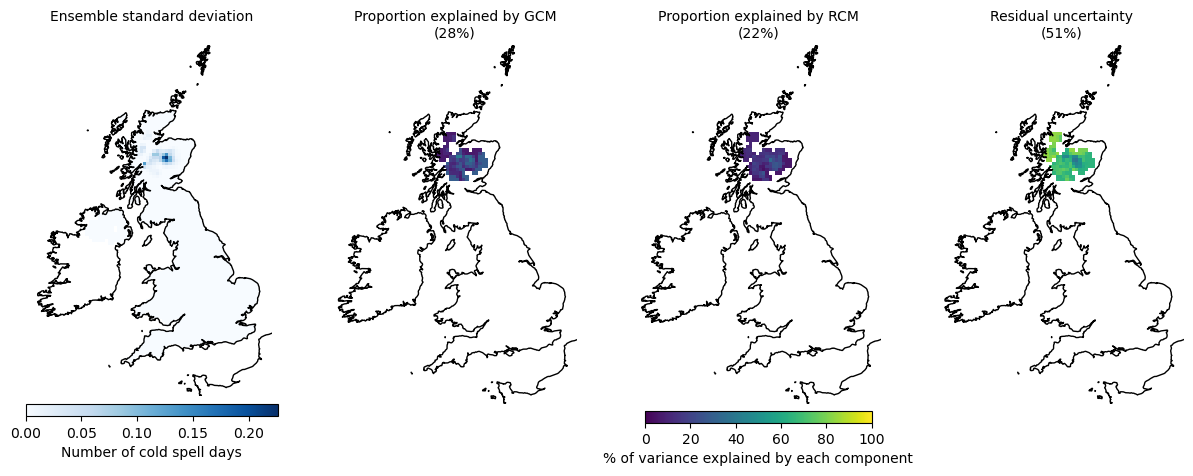 Ensemble standard deviation
Proportion explained by GCM
(28%)
Proportion explained by RCM
(22%)
Residual uncertainty
(51%)
0.00 0.05 0.10 0.15 0.20
Number of cold spell days
0 20 40 60 80 100
% of variance explained by each component